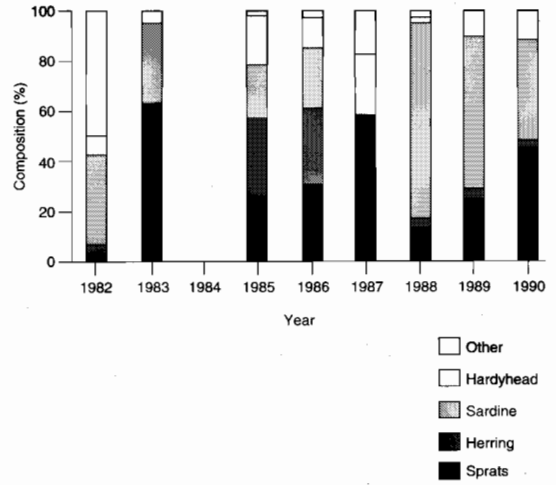 100
80
60
40
20
0
Composition (%)
1982 1983 1984 1985 1986 1987 1988 1989 1990
Year
Other
Hardyhead
Sardine
Herring
Sprats